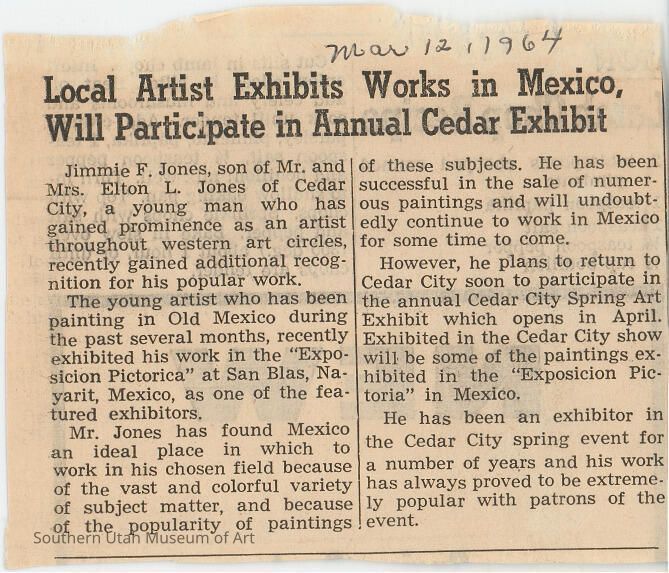 Mar 12, 1964
Local Artist Exhibits Works in Mexico,
Will Participate in Annual Cedar Exhibit
Jimmie F. Jones, son of Mr. and
Mrs. Elton L. Jones of Cedar
City, a young man who has
gained prominence as an artist
throughout western art circles,
recently gained additional recog-
nition for his popular work.
The young artist who has been
painting in Old Mexico during
the past several months, recently
exhibited his work in the "Expo-
sicion Pictorica" at San Blas, Na-
yarit, Mexico, as one of the fea-
tured exhibitors.
Mr. Jones has found Mexico
an ideal place in which to
work in his chosen field because
of the vast and colorful variety
of subject matter, and because
of the popularity of paintings
of these subjects. He has been
successful in the sale of numer-
ous paintings and will undoubt-
edly continue to work in Mexico
for some time to come.
However, he plans to return to
Cedar City soon to participate in
the annual Cedar City Spring Art
Exhibit which opens in April.
Exhibited in the Cedar City show
will be some of the paintings ex-
hibited in the "Exposicion Pic-
toria" in Mexico.
He has been an exhibitor in
the Cedar City spring event for
a number of years and his work
has always proved to be extreme-
ly popular with patrons of the
event.
Southern Utah Museum of Art